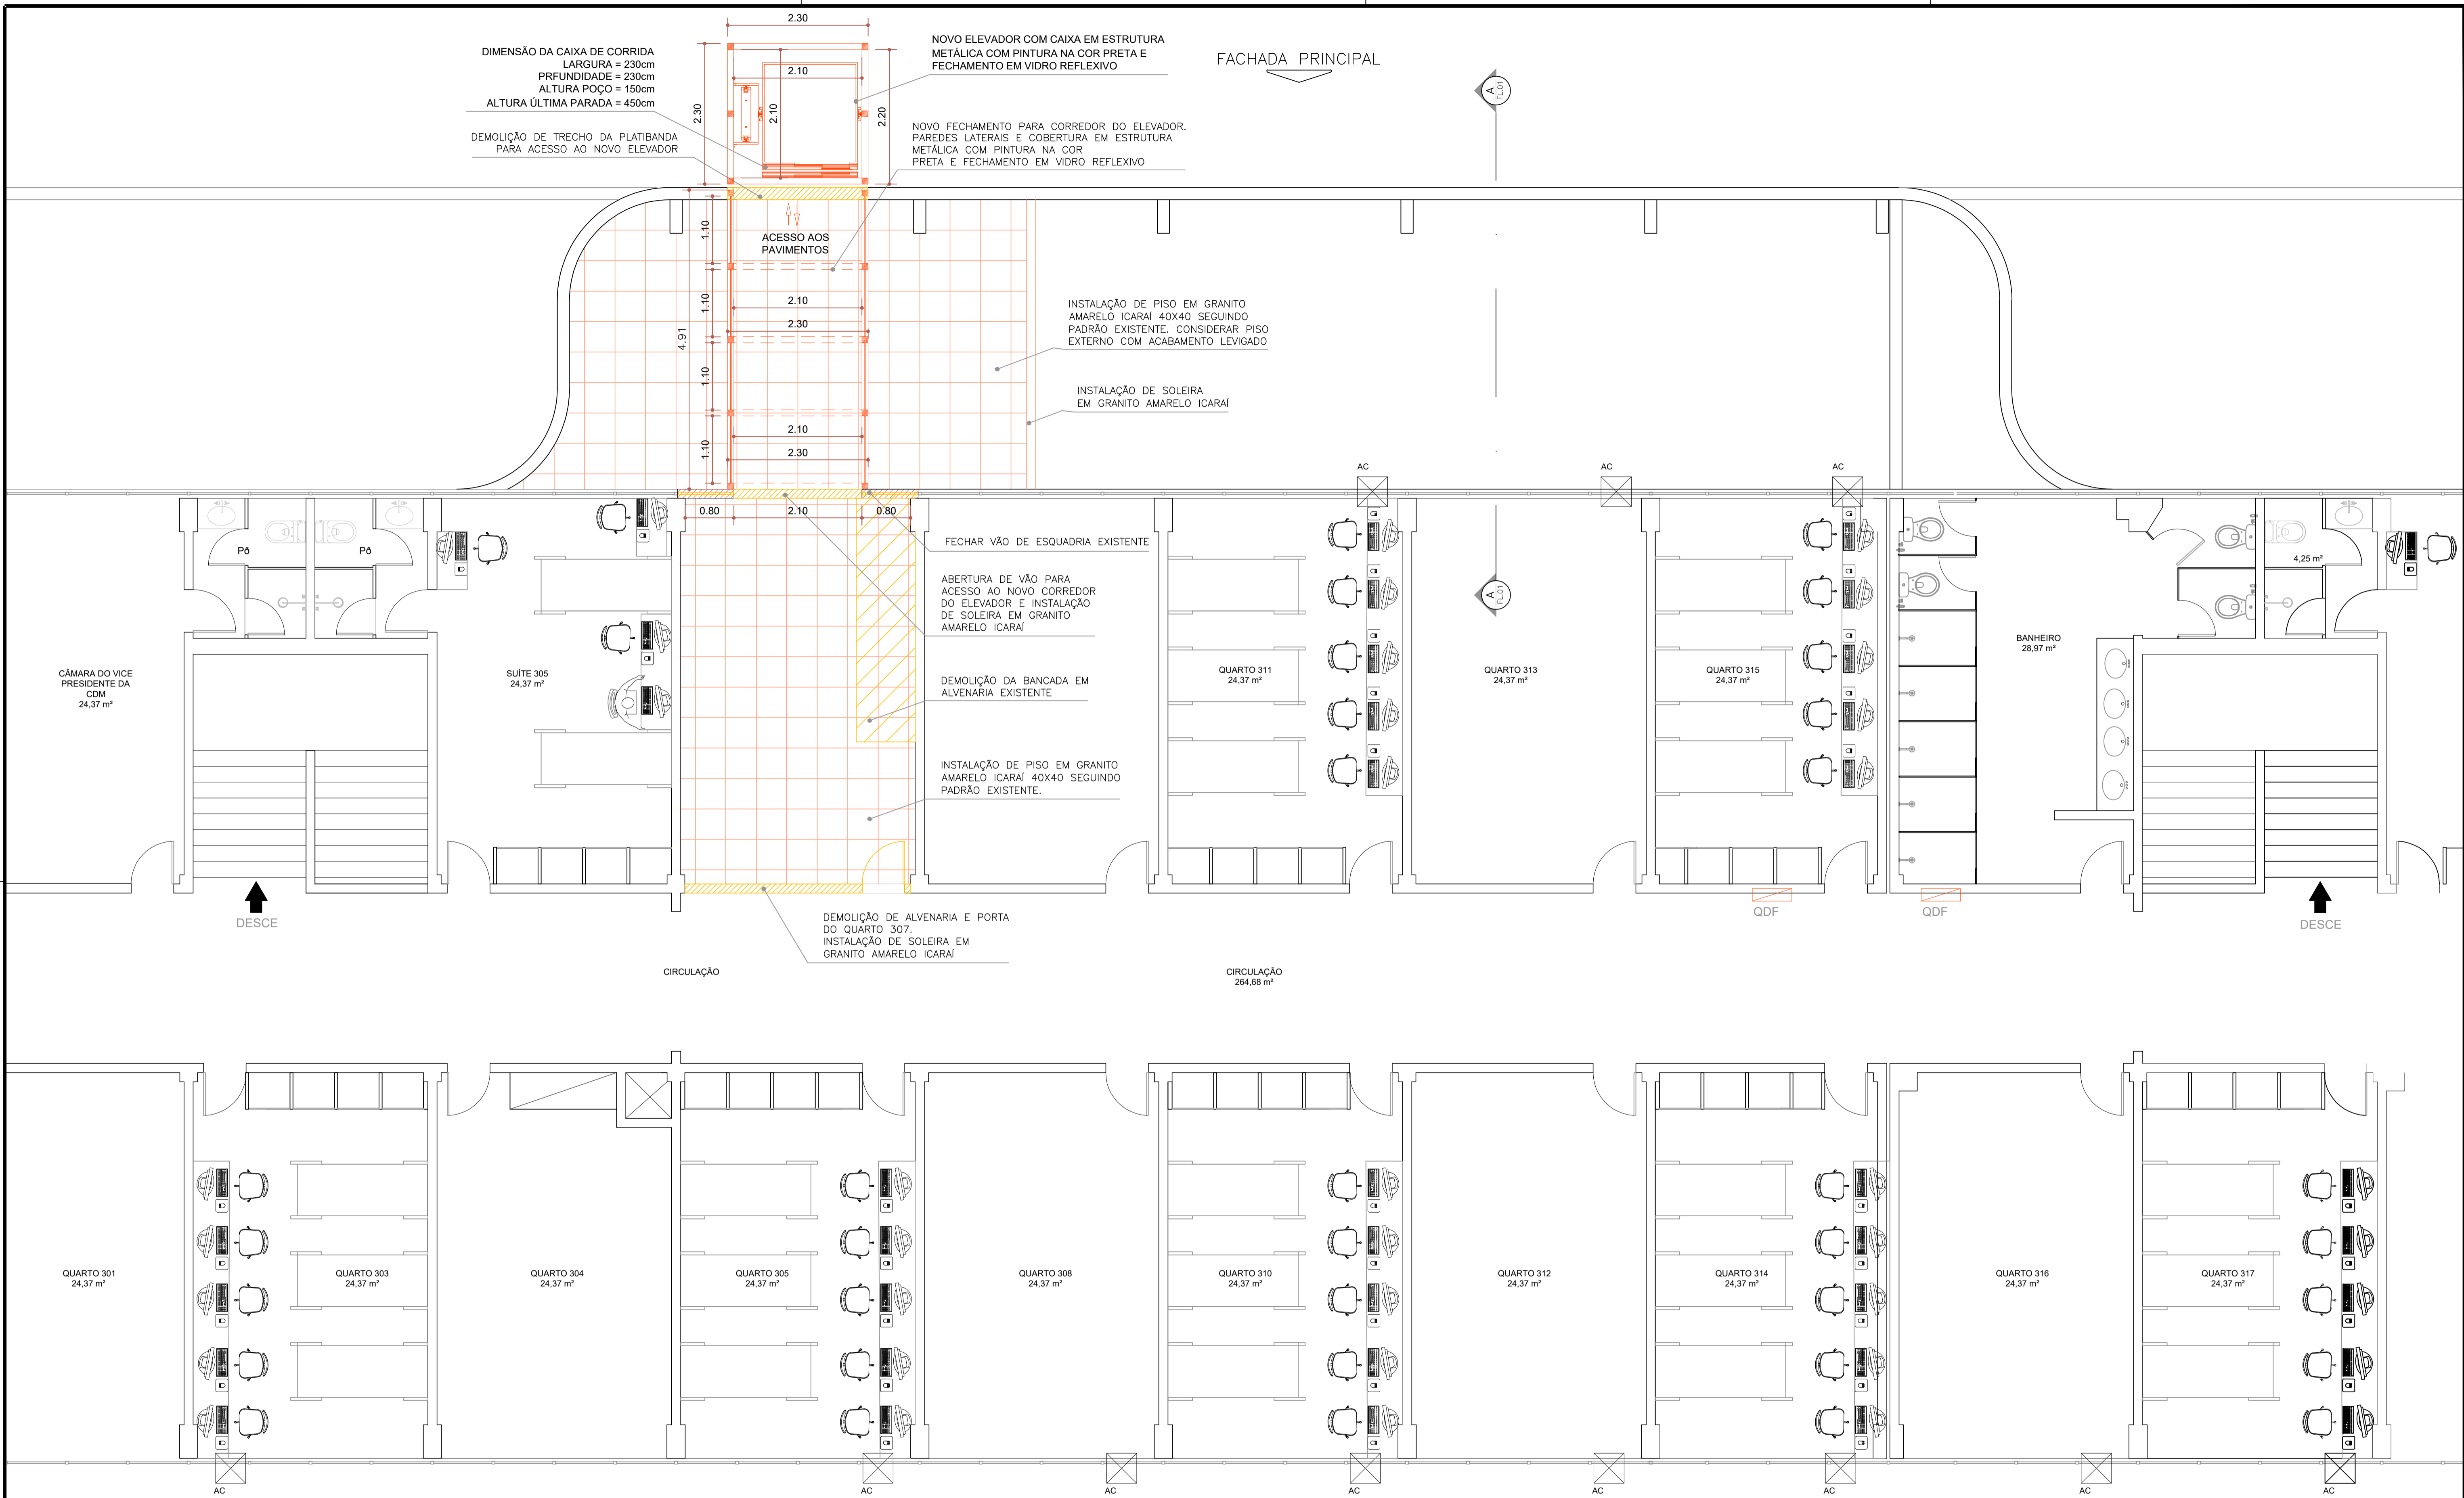 2.30
DIMENSÃO DA CAIXA DE CORRIDA
LARGURA = 230cm
PRFUNDIDADE = 230cm
ALTURA POÇO = 150cm
ALTURA ÚLTIMA PARADA = 450cm
NOVO ELEVADOR COM CAIXA EM ESTRUTURA
METÁLICA COM PINTURA NA COR PRETA E
FECHAMENTO EM VIDRO REFLEXIVO
FACHADA PRINCIPAL
2.10
2.30
2.10
2.20
A
FL.01
DEMOLIÇÃO DE TRECHO DA PLATIBANDA
PARA ACESSO AO NOVO ELEVADOR
NOVO FECHAMENTO PARA CORREDOR DO ELEVADOR.
PAREDES LATERAIS E COBERTURA EM ESTRUTURA
METÁLICA COM PINTURA NA COR
PRETA E FECHAMENTO EM VIDRO REFLEXIVO
1.10
ACESSO AOS
PAVIMENTOS
1.10
2.10
2.30
4.91
INSTALAÇÃO DE PISO EM GRANITO
AMARELO ICARAÍ 40X40 SEGUINDO
PADRÃO EXISTENTE. CONSIDERAR PISO
EXTERNO COM ACABAMENTO LEVIGADO
1.10
INSTALAÇÃO DE SOLEIRA
EM GRANITO AMARELO ICARAÍ
1.10
2.10
2.30
AC
AC
AC
0.80
2.10
0.80
P6
P6
FECHAR VÃO DE ESQUADRIA EXISTENTE
4,25 m²
ABERTURA DE VÃO PARA
ACESSO AO NOVO CORREDOR
DO ELEVADOR E INSTALAÇÃO
DE SOLEIRA EM GRANITO
AMARELO ICARAÍ
A
FL.01
CÂMARA DO VICE
PRESIDENTE DA
CDM
24,37 m²
SUÍTE 305
24,37 m²
DEMOLIÇÃO DA BANCADA EM
ALVENARIA EXISTENTE
QUARTO 311
24,37 m²
QUARTO 313
24,37 m²
QUARTO 315
24,37 m²
BANHEIRO
28,97 m²
INSTALAÇÃO DE PISO EM GRANITO
AMARELO ICARAÍ 40X40 SEGUINDO
PADRÃO EXISTENTE.
DESCE
QDF
QDF
DESCE
DEMOLIÇÃO DE ALVENARIA E PORTA
DO QUARTO 307.
INSTALAÇÃO DE SOLEIRA EM
GRANITO AMARELO ICARAÍ
CIRCULAÇÃO
CIRCULAÇÃO
264,68 m²
QUARTO 301
24,37 m²
QUARTO 303
24,37 m²
QUARTO 304
24,37 m²
QUARTO 305
24,37 m²
QUARTO 308
24,37 m²
QUARTO 310
24,37 m²
QUARTO 312
24,37 m²
QUARTO 314
24,37 m²
QUARTO 316
24,37 m²
QUARTO 317
24,37 m²
AC
AC
AC
AC
AC
AC
AC
AC